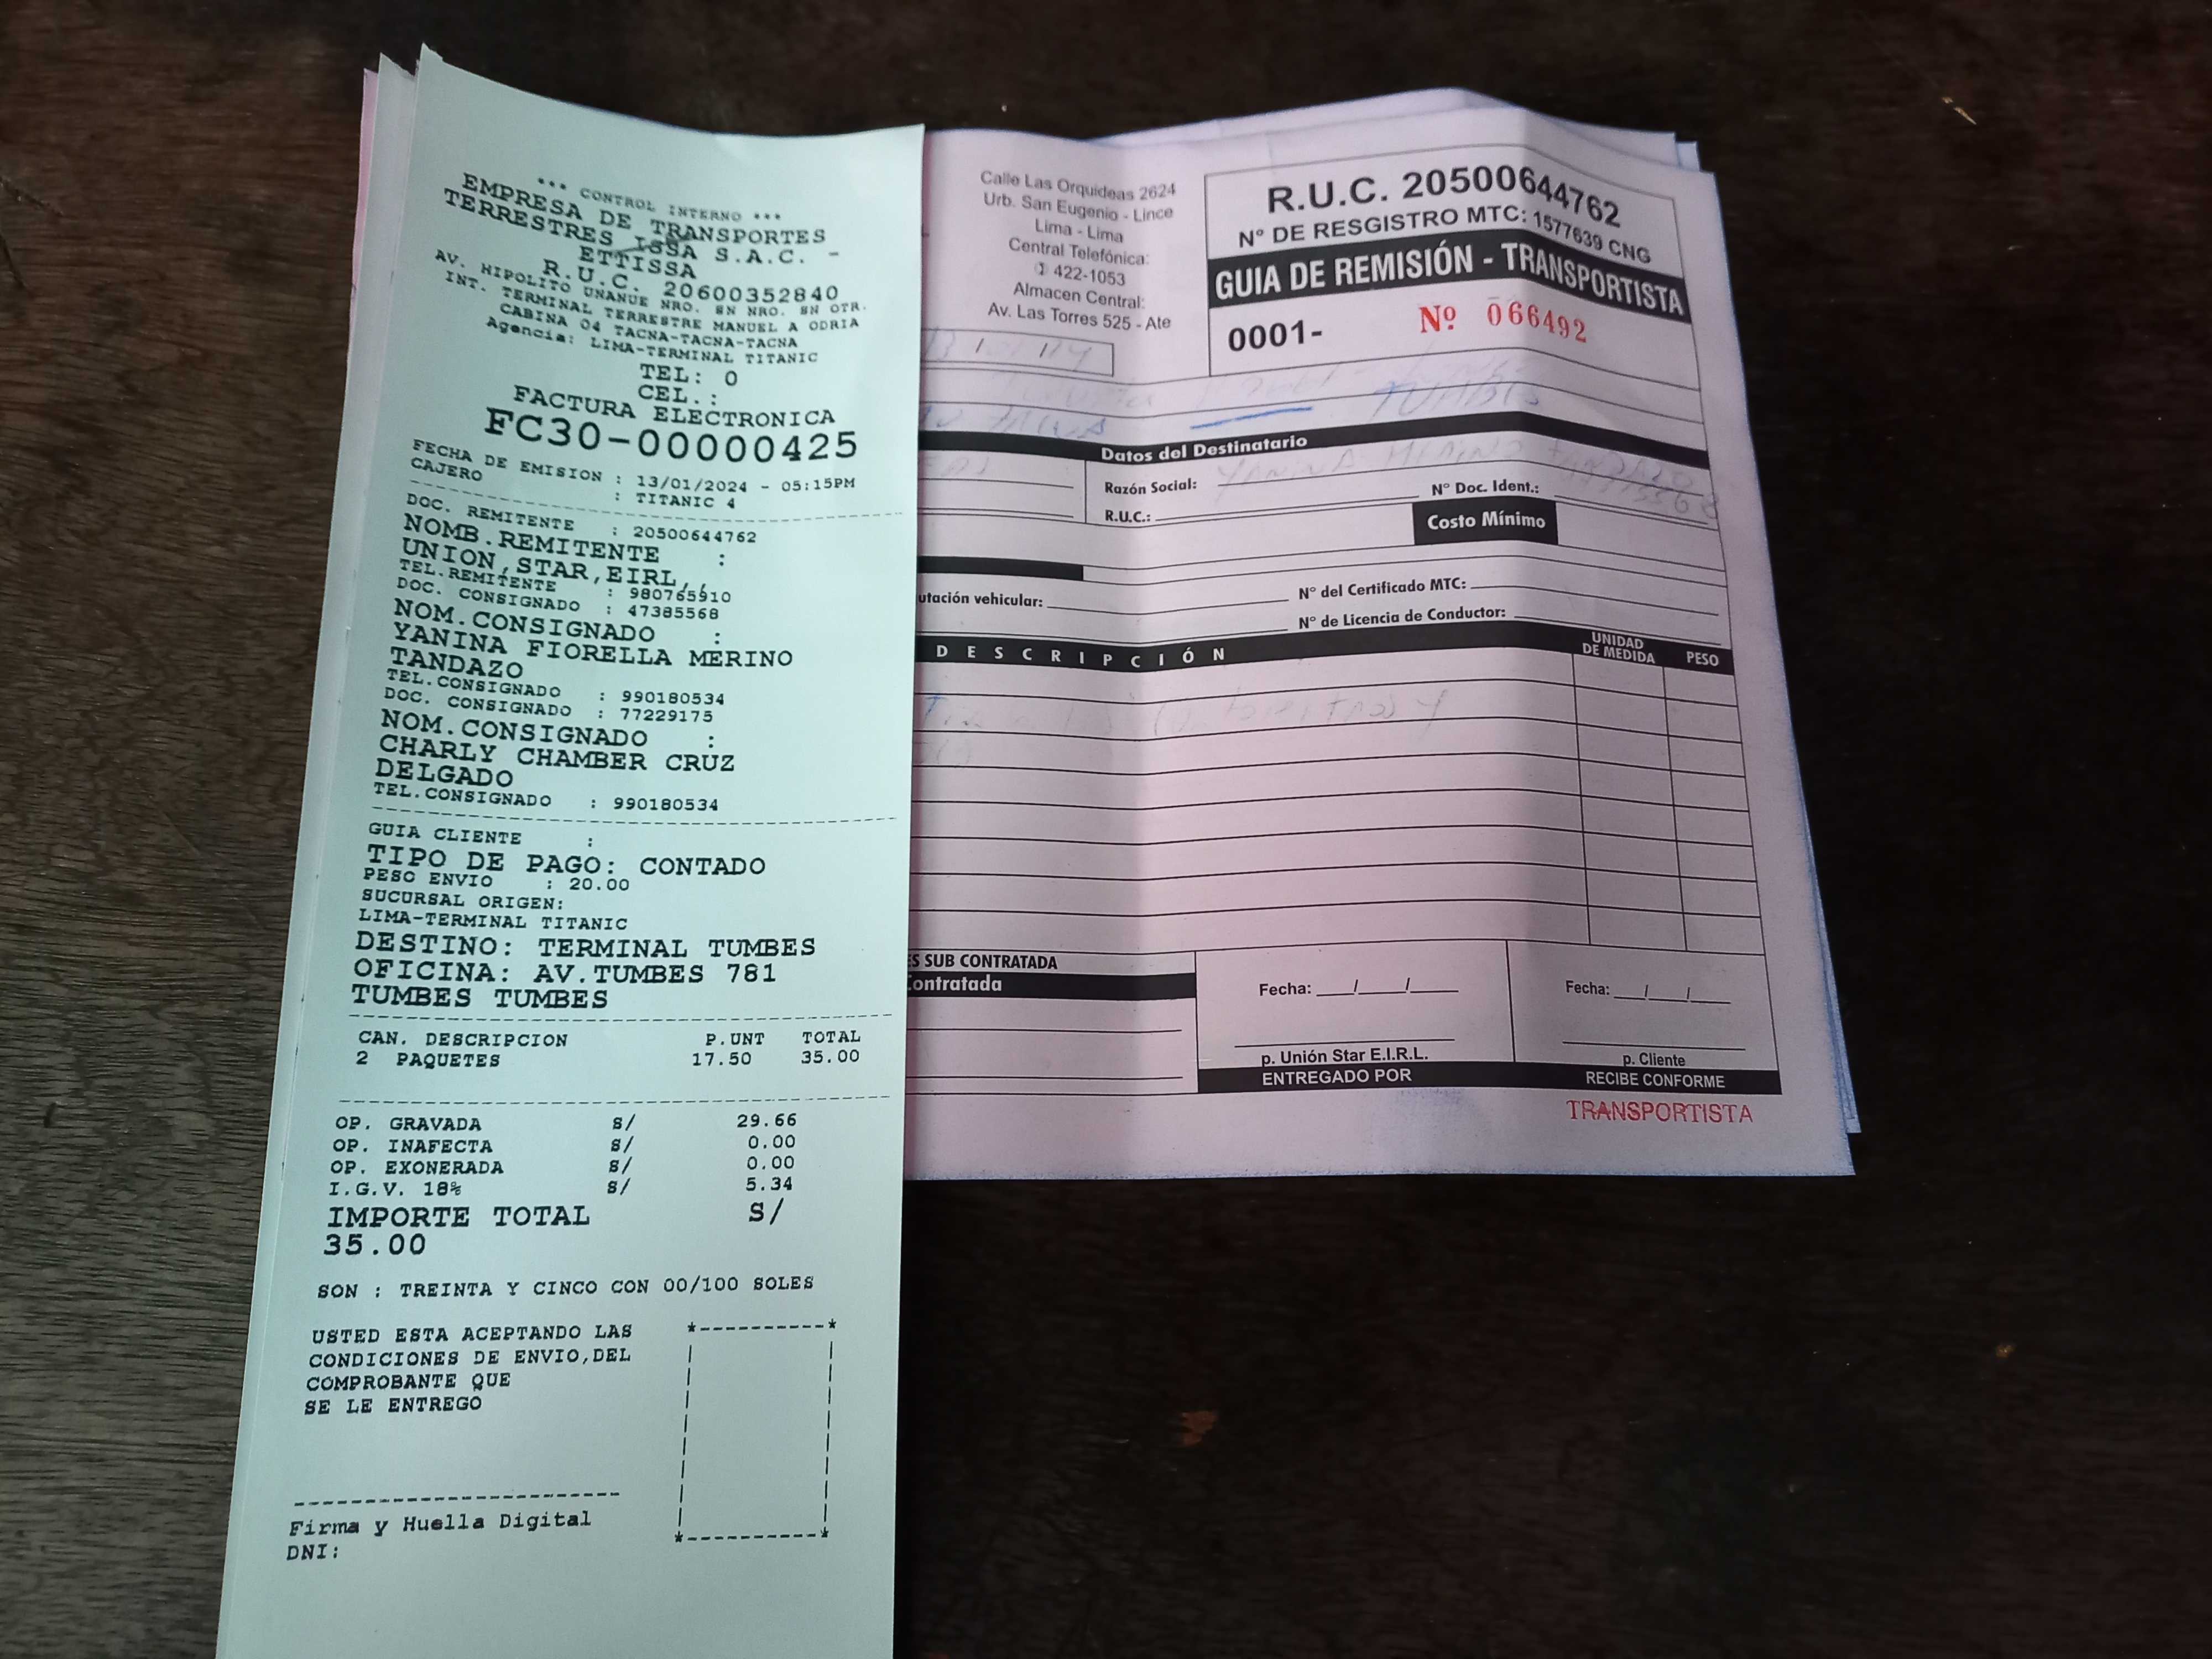 *** CONTROL INTERNO ***
EMPRESA DE TRANSPORTES
TERRESTRES ISSA S.A.C. -
ETTISSA
R.U.C. 20600352840
AV. HIPOLITO UNANUE NRO. SN NRO. SN OTR.
INT. TERMINAL TERRESTRE MANUEL A ODRIA
CABINA 04 TACNA-TACNA-TACNA
Agencia: LIMA-TERMINAL TITANIC
TEL: 0
CEL.:
FACTURA ELECTRONICA
FC30-00000425
FECHA DE EMISION : 13/01/2024 - 05:15PM
CAJERO : TITANIC 4
DOC. REMITENTE : 20500644762
NOMB.REMITENTE :
UNION,STAR,EIRL,,
TEL.REMITENTE : 980765910
DOC. CONSIGNADO : 47385568
NOM.CONSIGNADO :
YANINA FIORELLA MERINO
TANDAZO
TEL.CONSIGNADO : 990180534
DOC. CONSIGNADO : 77229175
NOM.CONSIGNADO :
CHARLY CHAMBER CRUZ
DELGADO
TEL.CONSIGNADO : 990180534
GUIA CLIENTE :
TIPO DE PAGO: CONTADO
PESO ENVIO : 20.00
SUCURSAL ORIGEN:
LIMA-TERMINAL TITANIC
DESTINO: TERMINAL TUMBES
OFICINA: AV.TUMBES 781
TUMBES TUMBES
CAN. DESCRIPCION P.UNT TOTAL
2 PAQUETES 17.50 35.00
OP. GRAVADA S/ 29.66
OP. INAFECTA S/ 0.00
OP. EXONERADA S/ 0.00
I.G.V. 18% S/ 5.34
IMPORTE TOTAL S/
35.00
SON : TREINTA Y CINCO CON 00/100 SOLES
USTED ESTA ACEPTANDO LAS
CONDICIONES DE ENVIO,DEL
COMPROBANTE QUE
SE LE ENTREGO
Firma y Huella Digital
DNI:
Calle Las Orquideas 2624
Urb. San Eugenio - Lince
Lima - Lima
Central Telefónica:
422-1053
Almacen Central:
Av. Las Torres 525 - Ate
R.U.C. 20500644762
N° DE RESGISTRO MTC: 1577639 CNG
GUIA DE REMISIÓN - TRANSPORTISTA
0001- Nº 066492
TUMBES
Datos del Destinatario
Razón Social: YANINA MERINO TANDAZO
N° Doc. Ident.:
R.U.C.:
Costo Mínimo
utación vehicular:
N° del Certificado MTC:
N° de Licencia de Conductor:
DESCRIPCIÓN
UNIDAD
DE MEDIDA
PESO
S SUB CONTRATADA
ontratada
Fecha: / /
p. Unión Star E.I.R.L.
ENTREGADO POR
Fecha: / /
p. Cliente
RECIBE CONFORME
TRANSPORTISTA